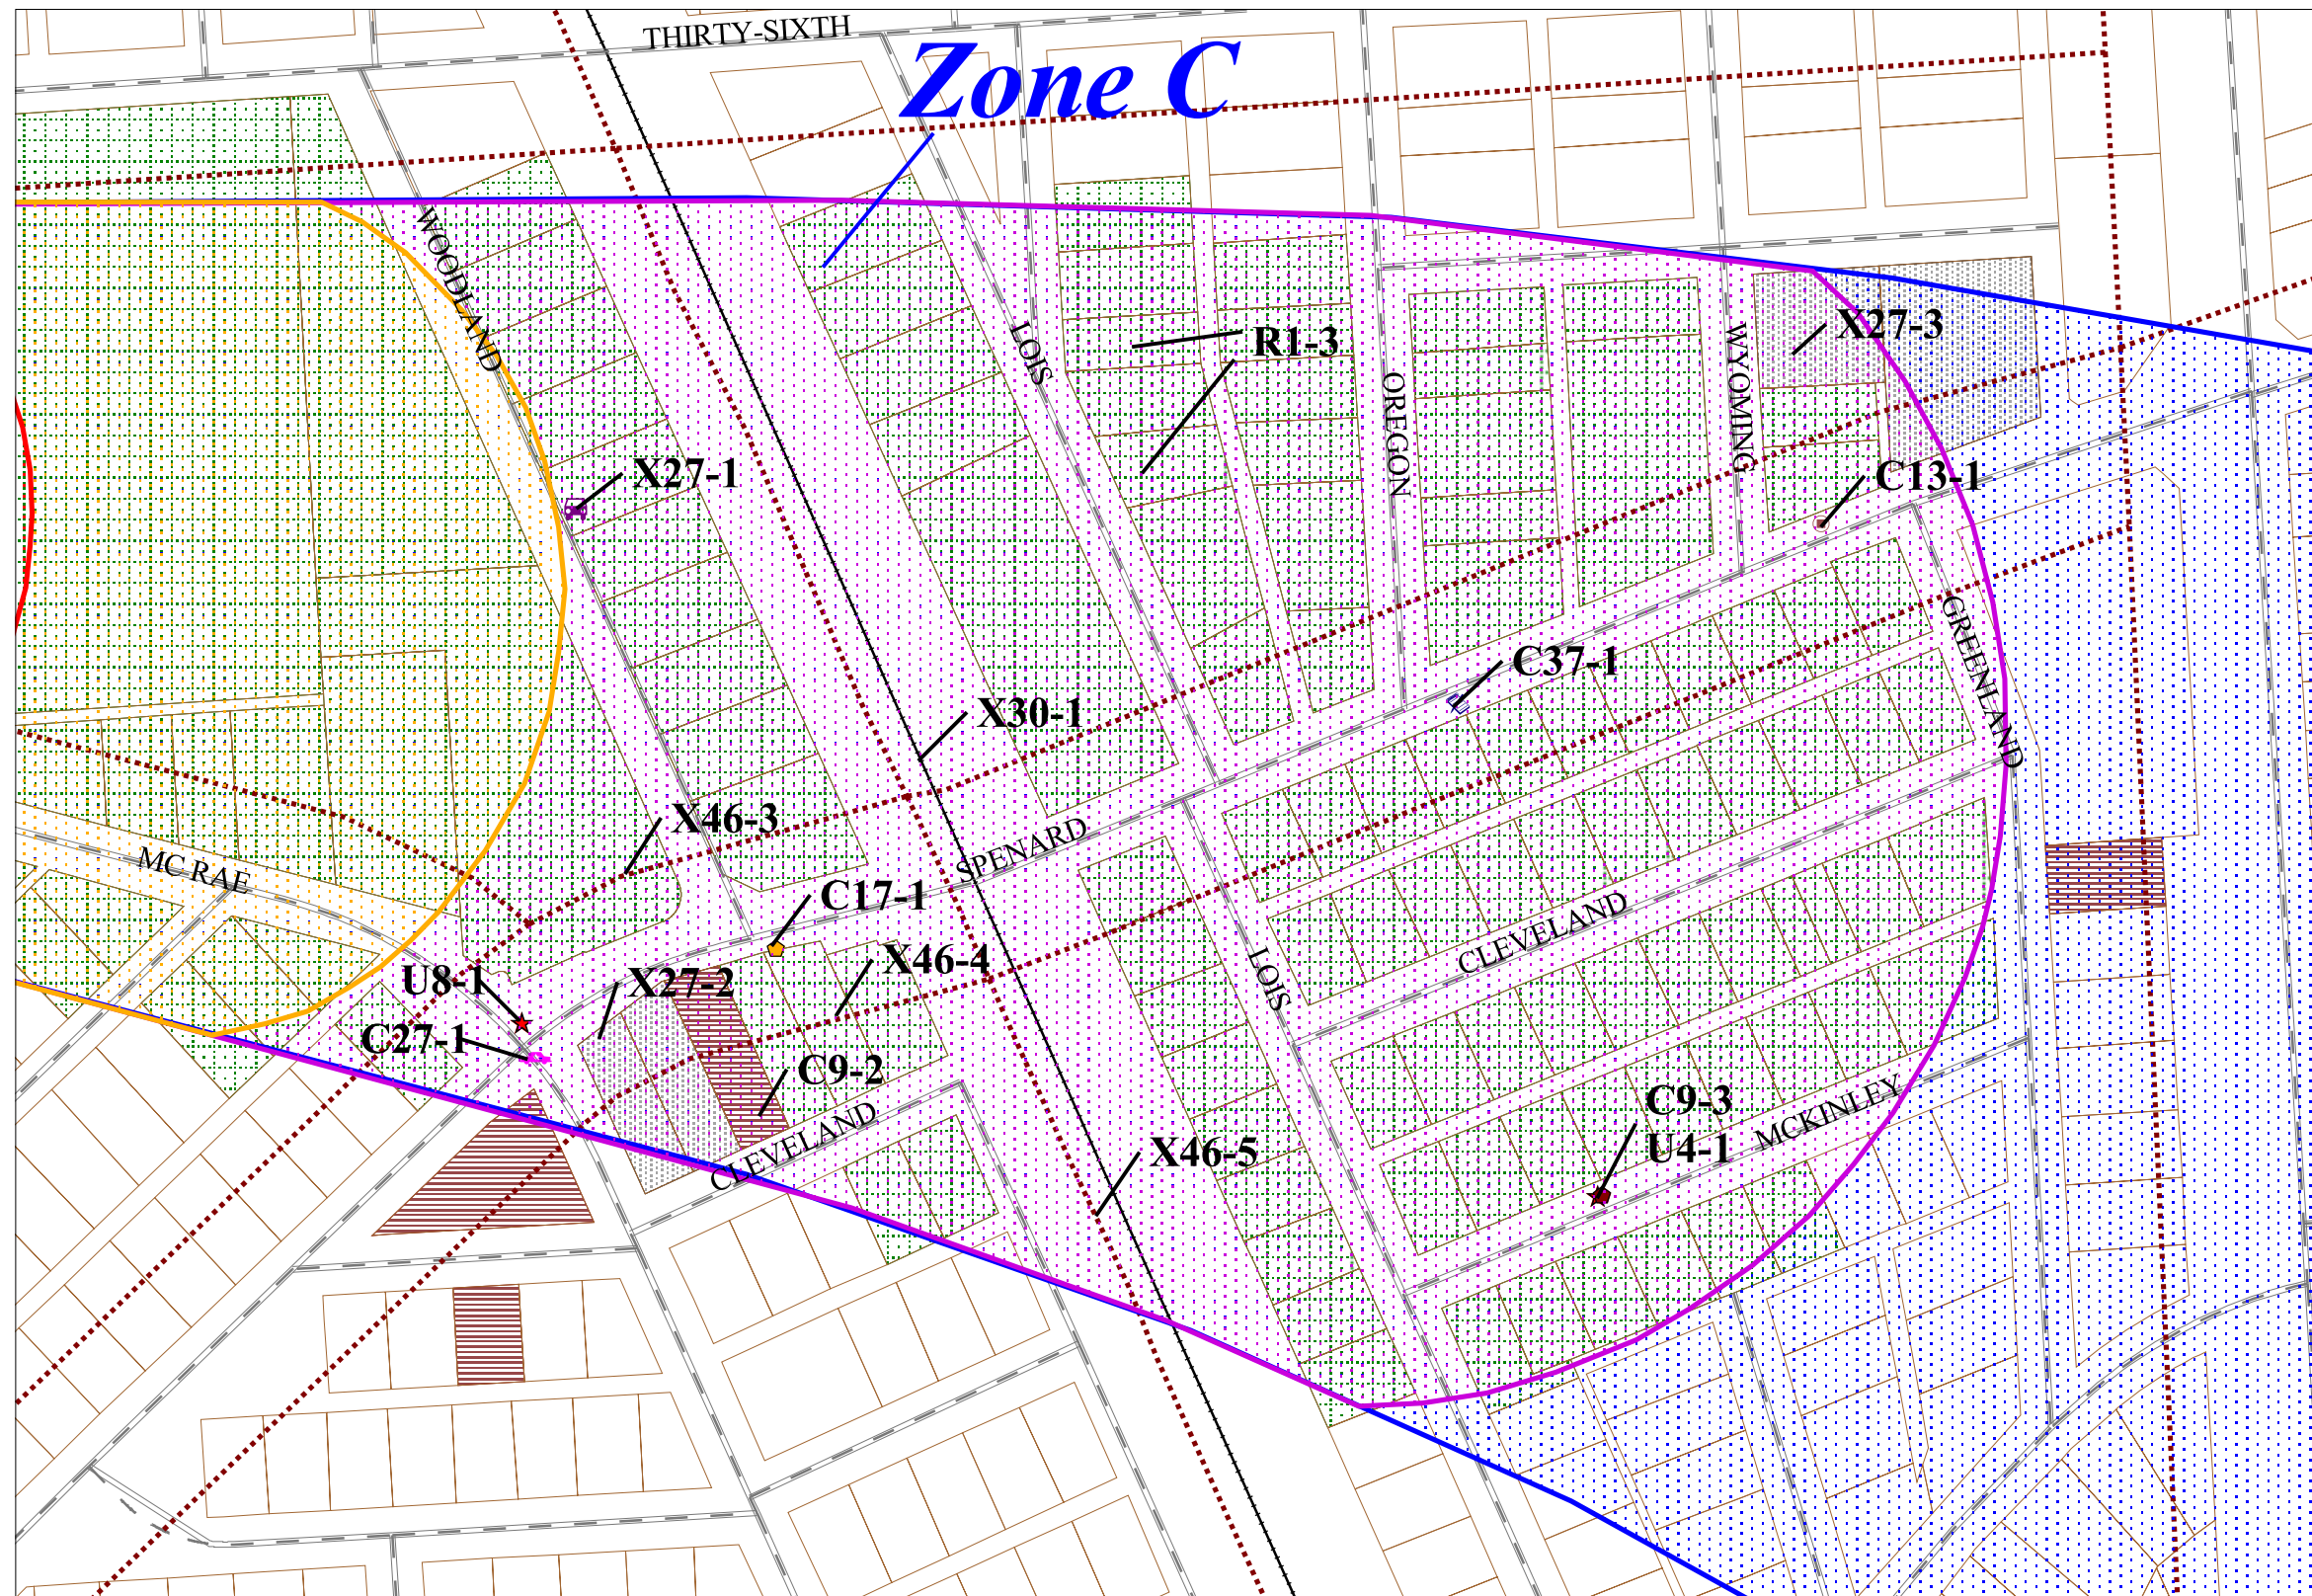 THIRTY-SIXTH
Zone C
WOODLAND
LOIS
R1-3
OREGON
WYOMING
X27-3
X27-1
C13-1
GREENLAND
C37-1
X30-1
X46-3
SPENARD
MC RAE
C17-1
X46-4
CLEVELAND
LOIS
U8-1
X27-2
C27-1
C9-2
CLEVELAND
C9-3
U4-1
MCKINLEY
X46-5